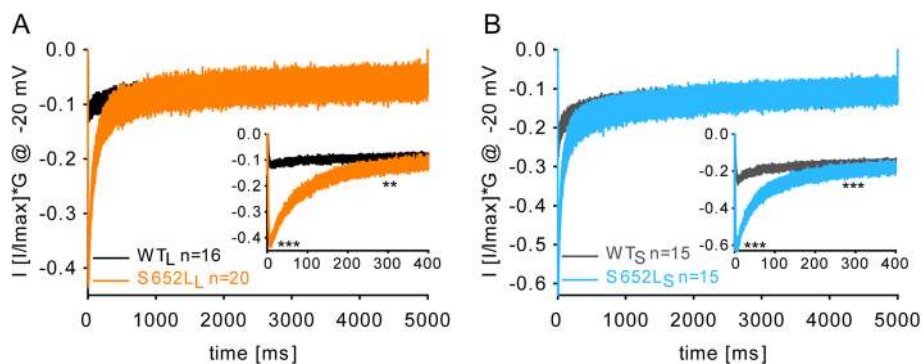 A
I [I/Imax]*G @ -20 mV
0.0
-0.1
-0.2
-0.3
-0.4
0.0
-0.1
-0.2
-0.3
-0.4
**
***
0 100 200 300 400
WTL n=16
S652LL n=20
0 1000 2000 3000 4000 5000
time [ms]
B
I [I/Imax]*G @ -20 mV
0.0
-0.1
-0.2
-0.3
-0.4
-0.5
-0.6
0.0
-0.2
-0.4
-0.6
***
***
0 100 200 300 400
WTS n=15
S652LS n=15
0 1000 2000 3000 4000 5000
time [ms]